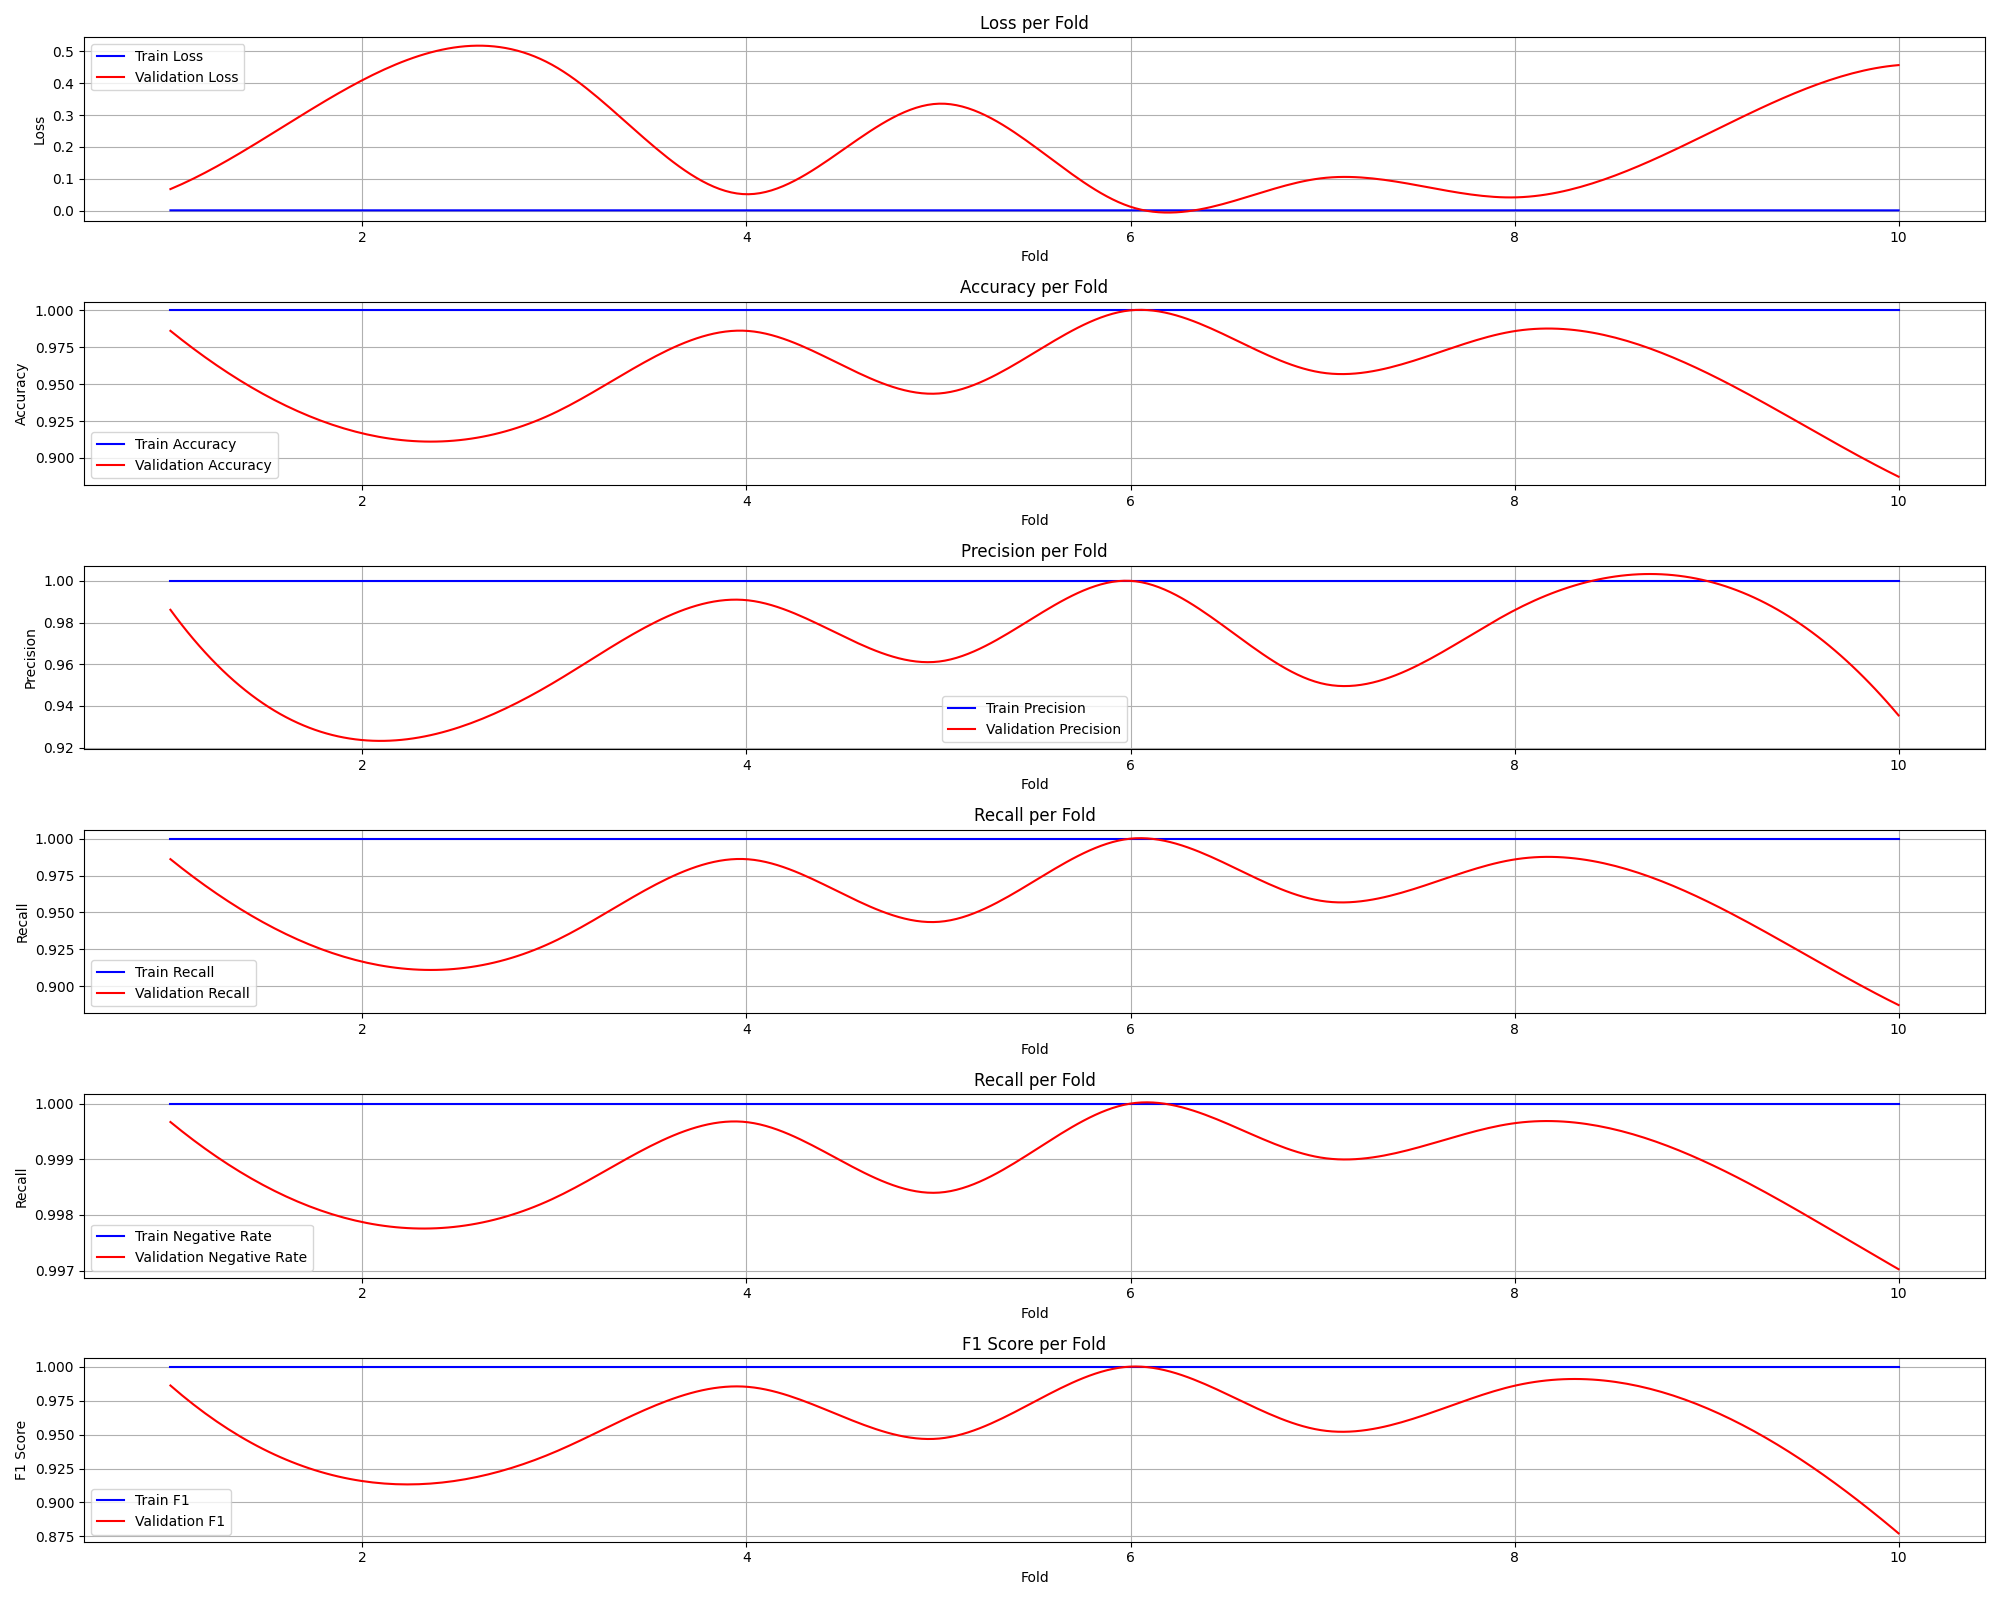 Loss per Fold
Train Loss
Validation Loss
0.5
0.4
0.3
0.2
0.1
0.0
Loss
2 4 6 8 10
Fold
Accuracy per Fold
1.000
0.975
0.950
0.925
0.900
Accuracy
Train Accuracy
Validation Accuracy
2 4 6 8 10
Fold
Precision per Fold
1.00
0.98
0.96
0.94
0.92
Precision
Train Precision
Validation Precision
2 4 6 8 10
Fold
Recall per Fold
1.000
0.975
0.950
0.925
0.900
Recall
Train Recall
Validation Recall
2 4 6 8 10
Fold
Recall per Fold
1.000
0.999
0.998
0.997
Recall
Train Negative Rate
Validation Negative Rate
2 4 6 8 10
Fold
F1 Score per Fold
1.000
0.975
0.950
0.925
0.900
0.875
F1 Score
Train F1
Validation F1
2 4 6 8 10
Fold